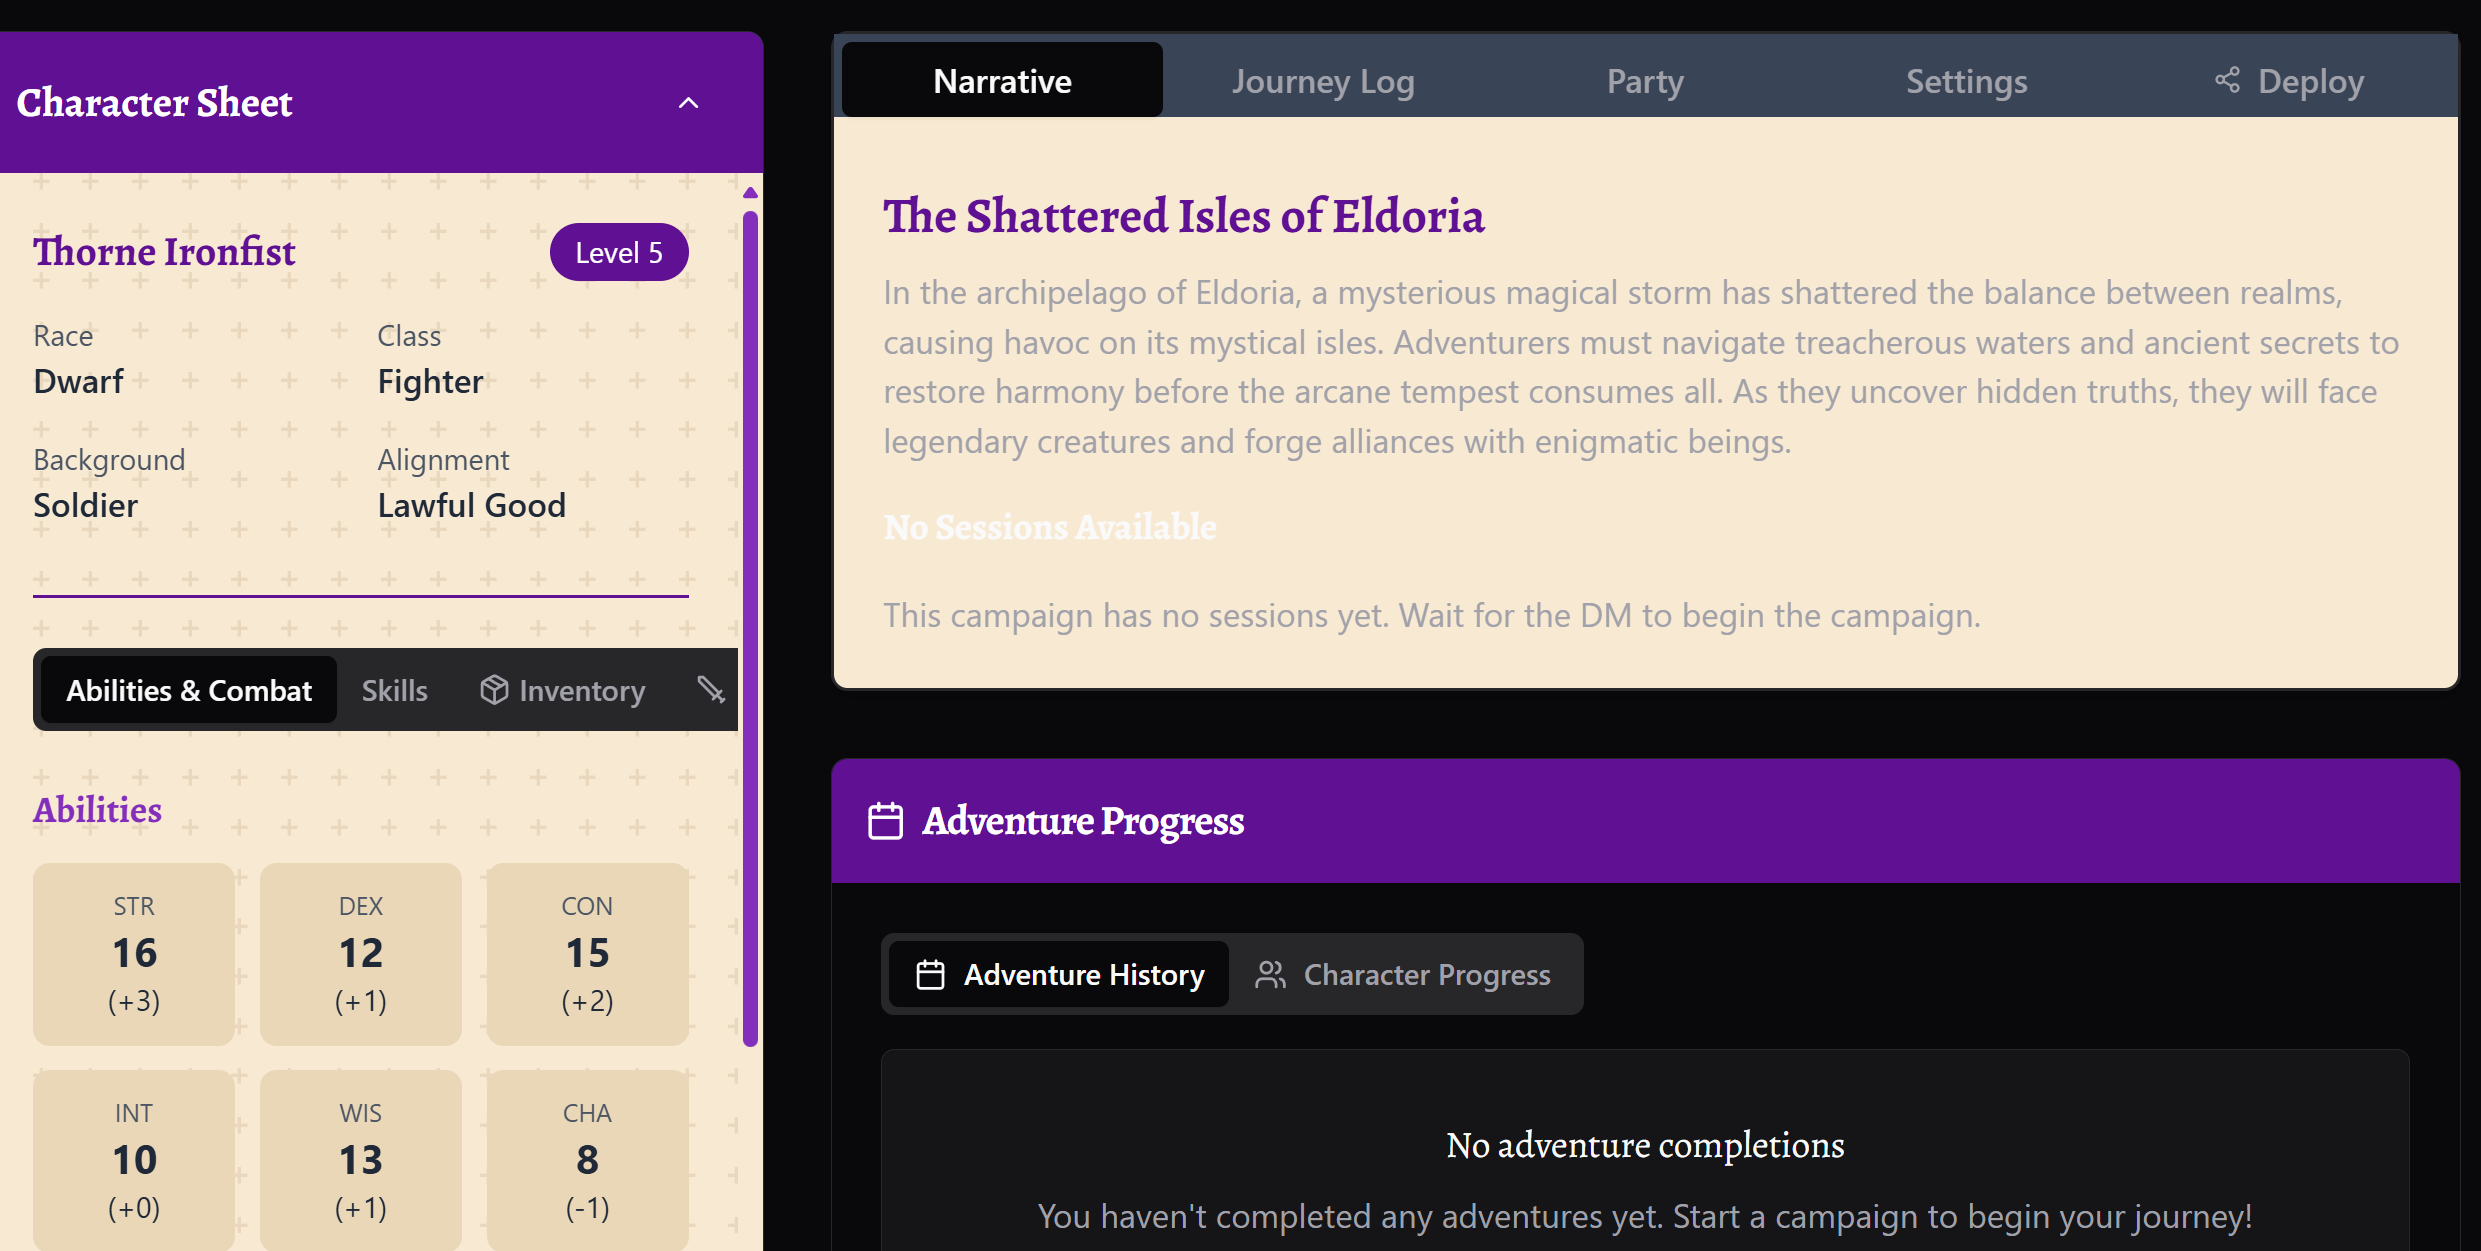 Character Sheet
Thorne Ironfist
Level 5
Race
Dwarf
Class
Fighter
Background
Soldier
Alignment
Lawful Good
Abilities & Combat
Skills
Inventory
Abilities
STR
16
(+3)
DEX
12
(+1)
CON
15
(+2)
INT
10
(+0)
WIS
13
(+1)
CHA
8
(-1)
Narrative
Journey Log
Party
Settings
Deploy
The Shattered Isles of Eldoria
In the archipelago of Eldoria, a mysterious magical storm has shattered the balance between realms,
causing havoc on its mystical isles. Adventurers must navigate treacherous waters and ancient secrets to
restore harmony before the arcane tempest consumes all. As they uncover hidden truths, they will face
legendary creatures and forge alliances with enigmatic beings.
No Sessions Available
This campaign has no sessions yet. Wait for the DM to begin the campaign.
Adventure Progress
Adventure History
Character Progress
No adventure completions
You haven't completed any adventures yet. Start a campaign to begin your journey!